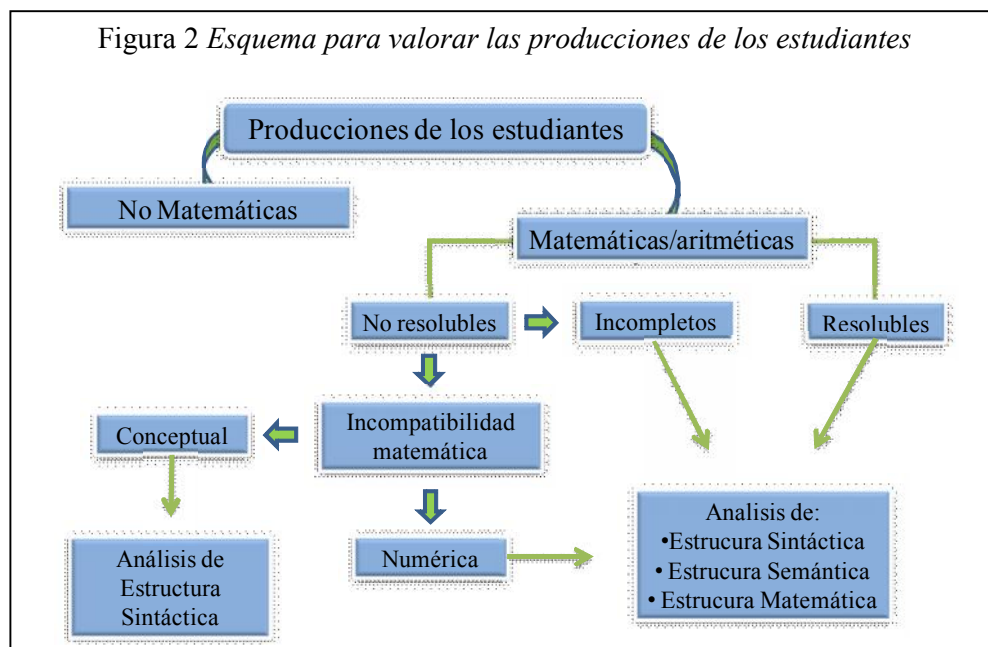 Figura 2 Esquema para valorar las producciones de los estudiantes
Producciones de los estudiantes
No Matemáticas
Matemáticas/aritméticas
No resolubles
Incompletos
Resolubles
Conceptual
Incompatibilidad
matemática
Análisis de
Estructura
Sintáctica
Numérica
Analisis de:
•Estrucura Sintáctica
• Estrucura Semántica
• Estrucura Matemática